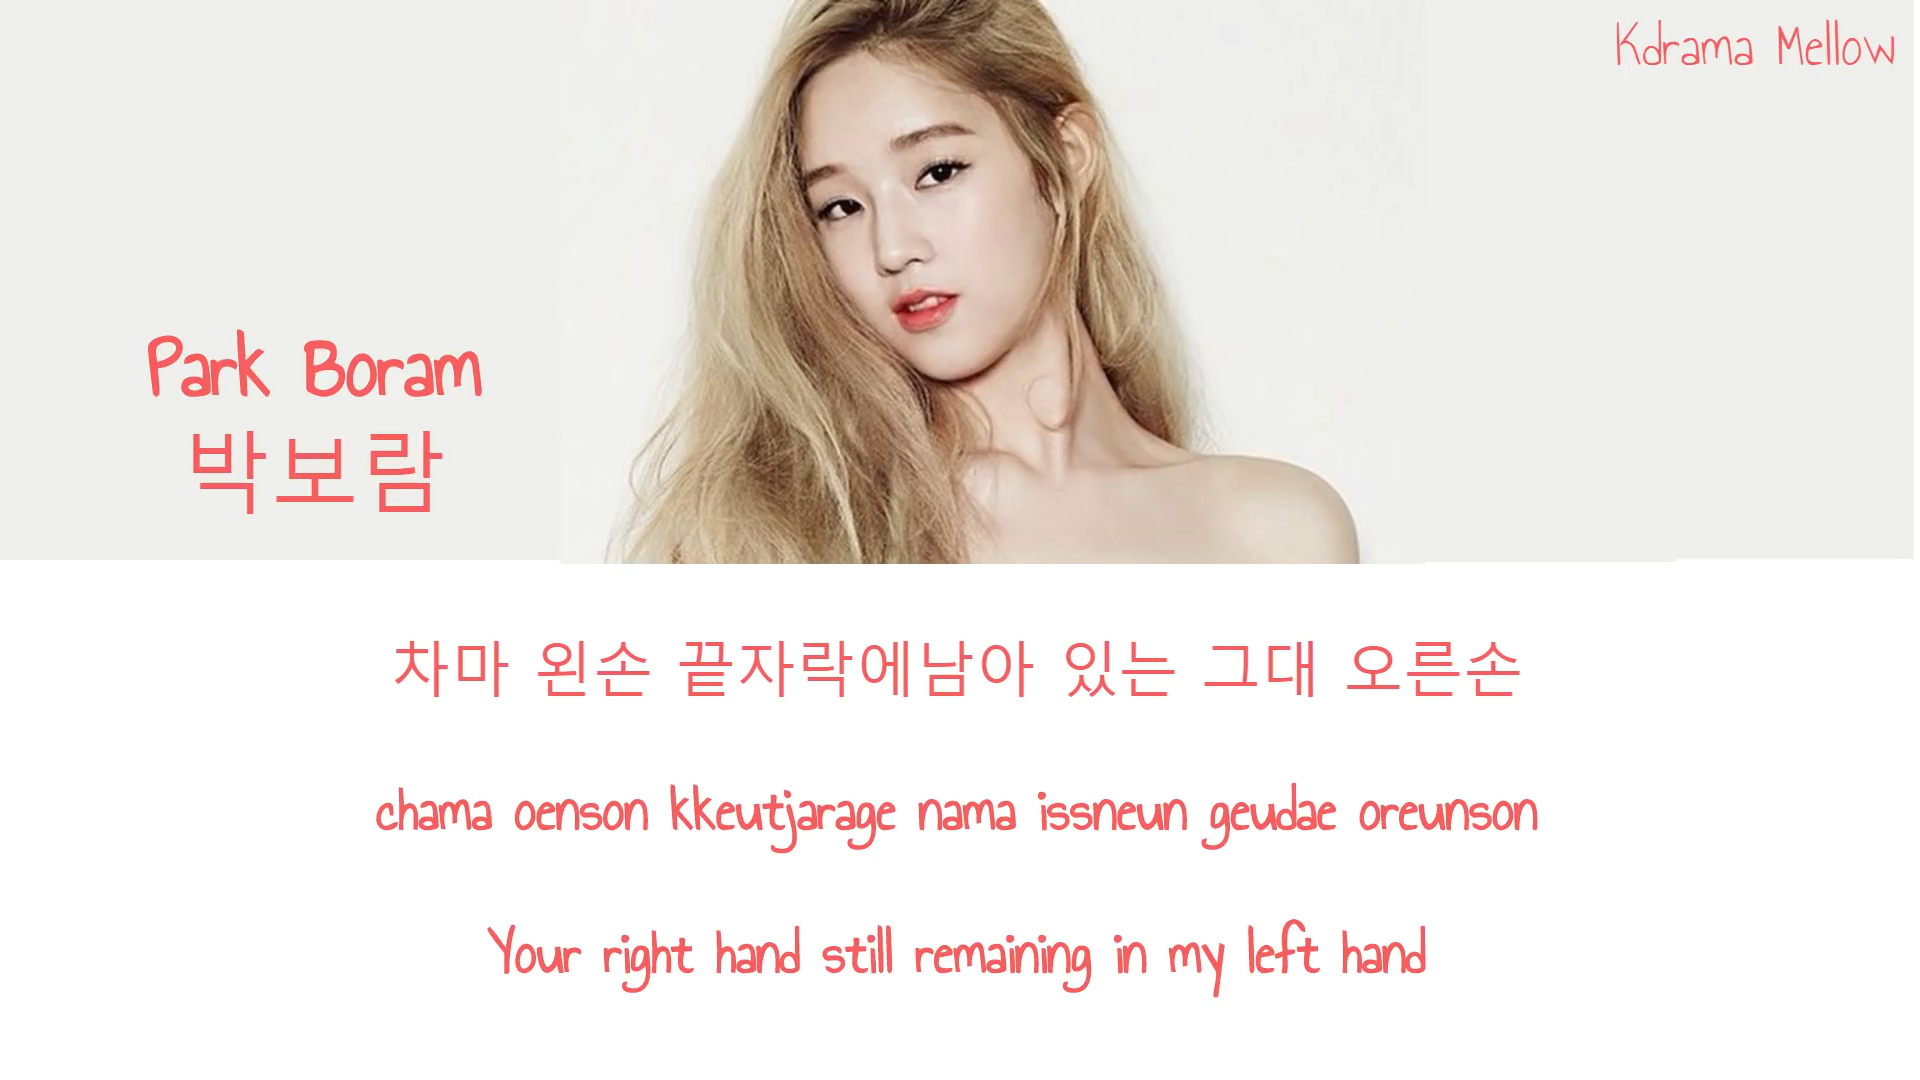 Kdrama Mellow
Park Boram
박보람
차마 왼손 끝자락에남아 있는 그대 오른손
chama oenson kkeutjarage nama issneun geudae oreunson
Your right hand still remaining in my left hand